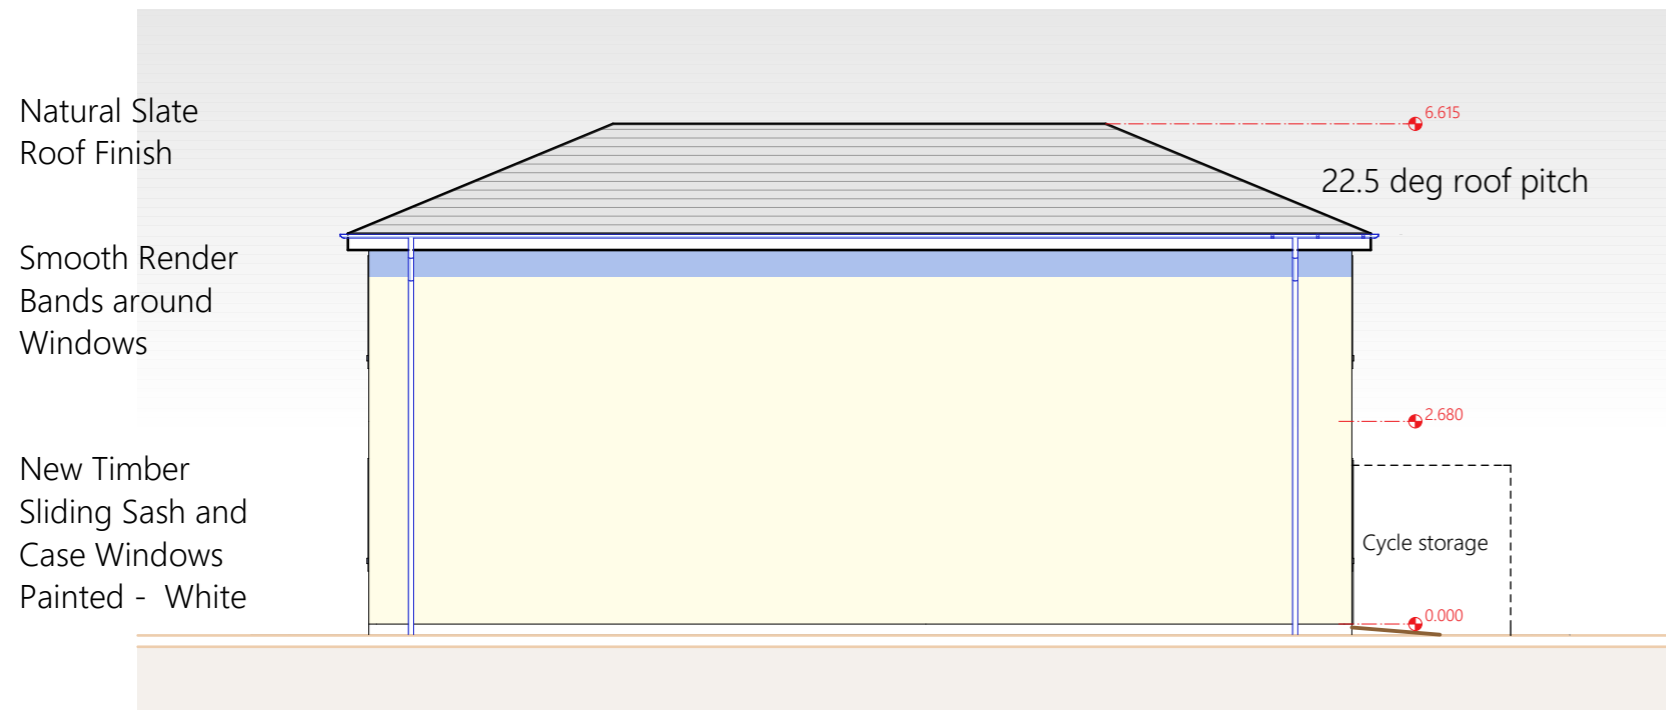 Natural Slate
Roof Finish
6.615
22.5 deg roof pitch
Smooth Render
Bands around
Windows
2.680
New Timber
Sliding Sash and
Case Windows
Painted - White
Cycle storage
0.000